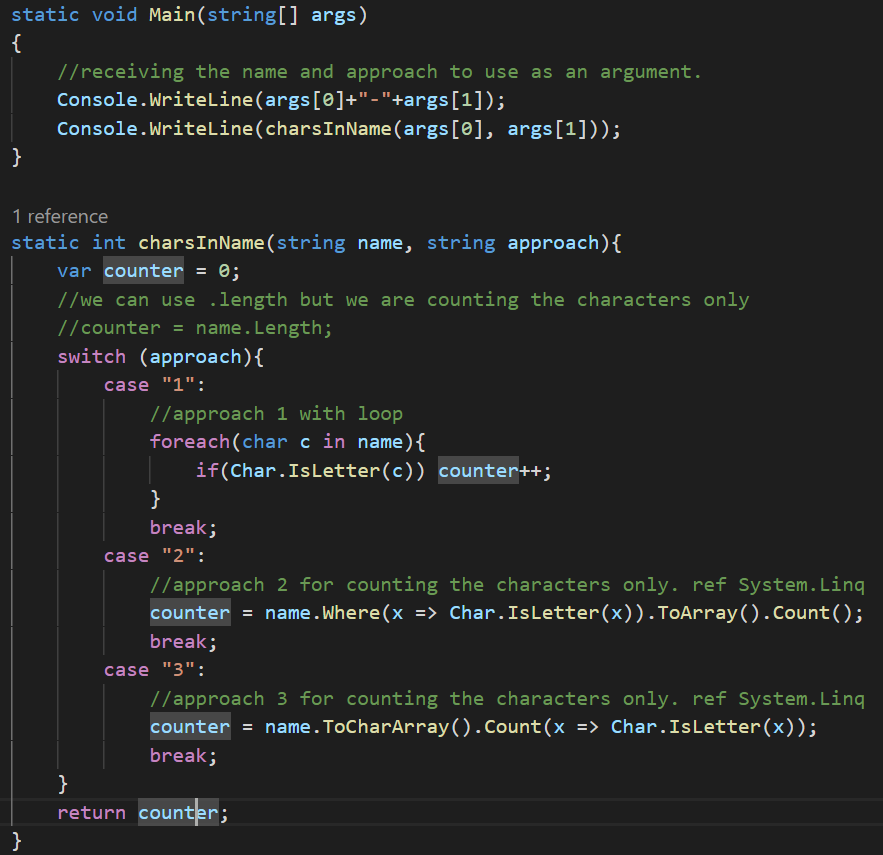 static void Main(string[] args)
{
    //receiving the name and approach to use as an argument.
    Console.WriteLine(args[0]+"-"+args[1]);
    Console.WriteLine(charsInName(args[0], args[1]));
}

1 reference
static int charsInName(string name, string approach){
    var counter = 0;
    //we can use .length but we are counting the characters only
    //counter = name.Length;
    switch (approach){
        case "1":
            //approach 1 with loop
            foreach(char c in name){
                if(Char.IsLetter(c)) counter++;
            }
            break;
        case "2":
            //approach 2 for counting the characters only. ref System.Linq
            counter = name.Where(x => Char.IsLetter(x)).ToArray().Count();
            break;
        case "3":
            //approach 3 for counting the characters only. ref System.Linq
            counter = name.ToCharArray().Count(x => Char.IsLetter(x));
            break;
    }
    return counter;
}